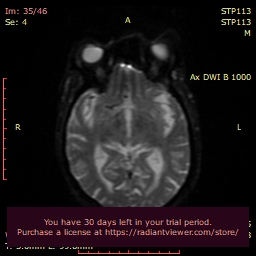 Im: 35/46
Se: 4
A
STP113
STP113
M
Ax DWI B 1000
R
L
You have 30 days left in your trial period.
Purchase a license at https://radiantviewer.com/store/